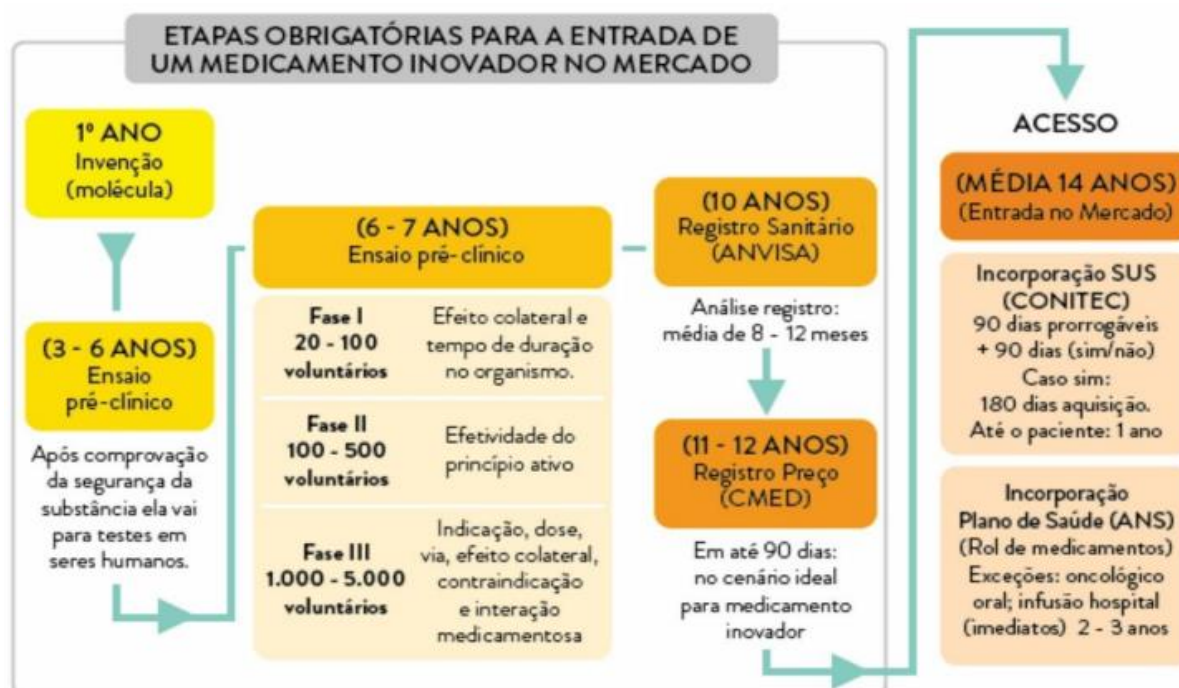 ETAPAS OBRIGATÓRIAS PARA A ENTRADA DE
UM MEDICAMENTO INOVADOR NO MERCADO
1º ANO
Invenção
(molécula)
(3 - 6 ANOS)
Ensaio
pré-clínico
Após comprovação
da segurança da
substância ela vai
para testes em
seres humanos.
(6 - 7 ANOS)
Ensaio pré-clínico
Fase I
20 - 100
voluntários
Efeito colateral e
tempo de duração
no organismo.
Fase II
100 - 500
voluntários
Efetividade do
princípio ativo
Fase III
1.000 - 5.000
voluntários
Indicação, dose,
via, efeito colateral,
contraindicação
e interação
medicamentosa
(10 ANOS)
Registro Sanitário
(ANVISA)
Análise registro:
média de 8 - 12 meses
(11 - 12 ANOS)
Registro Preço
(CMED)
Em até 90 dias:
no cenário ideal
para medicamento
inovador
ACESSO
(MÉDIA 14 ANOS)
(Entrada no Mercado)
Incorporação SUS
(CONITEC)
90 dias prorrogáveis
+ 90 dias (sim/não)
Caso sim:
180 dias aquisição.
Até o paciente: 1 ano
Incorporação
Plano de Saúde (ANS)
(Rol de medicamentos)
Exceções: oncológico
oral; infusão hospital
(imediatos) 2 - 3 anos